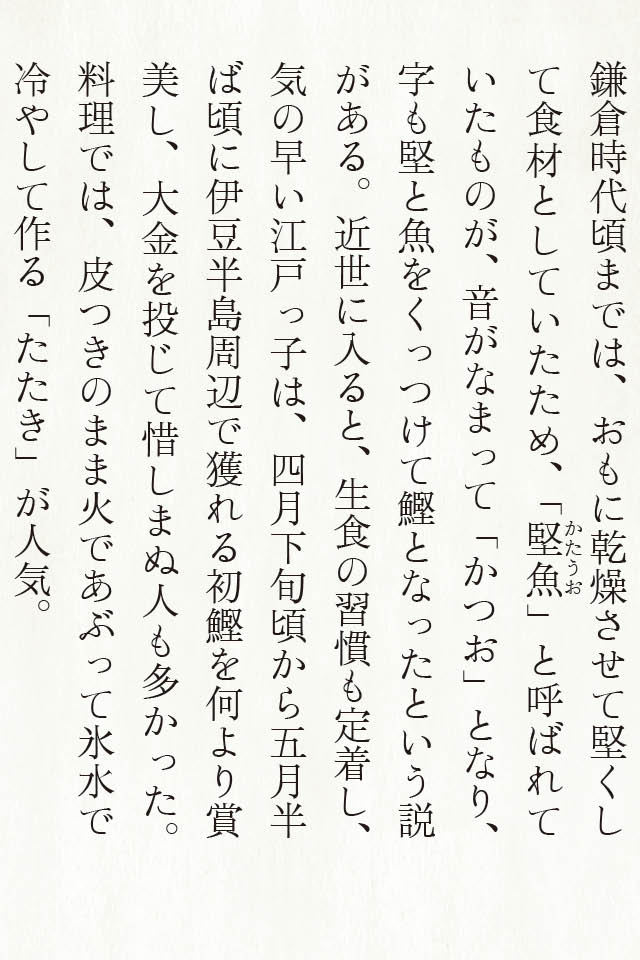 鎌倉時代頃までは、おもに乾燥させて堅くし
て食材としていたため、「堅魚」と呼ばれて
かたうお
いたものが、音がなまって「かつお」となり、
字も堅と魚をくっつけて鰹となったという説
がある。近世に入ると、生食の習慣も定着し、
気の早い江戸っ子は、四月下旬頃から五月半
ば頃に伊豆半島周辺で獲れる初鰹を何より賞
美し、大金を投じて惜しまぬ人も多かった。
料理では、皮つきのまま火であぶって氷水で
冷やして作る「たたき」が人気。